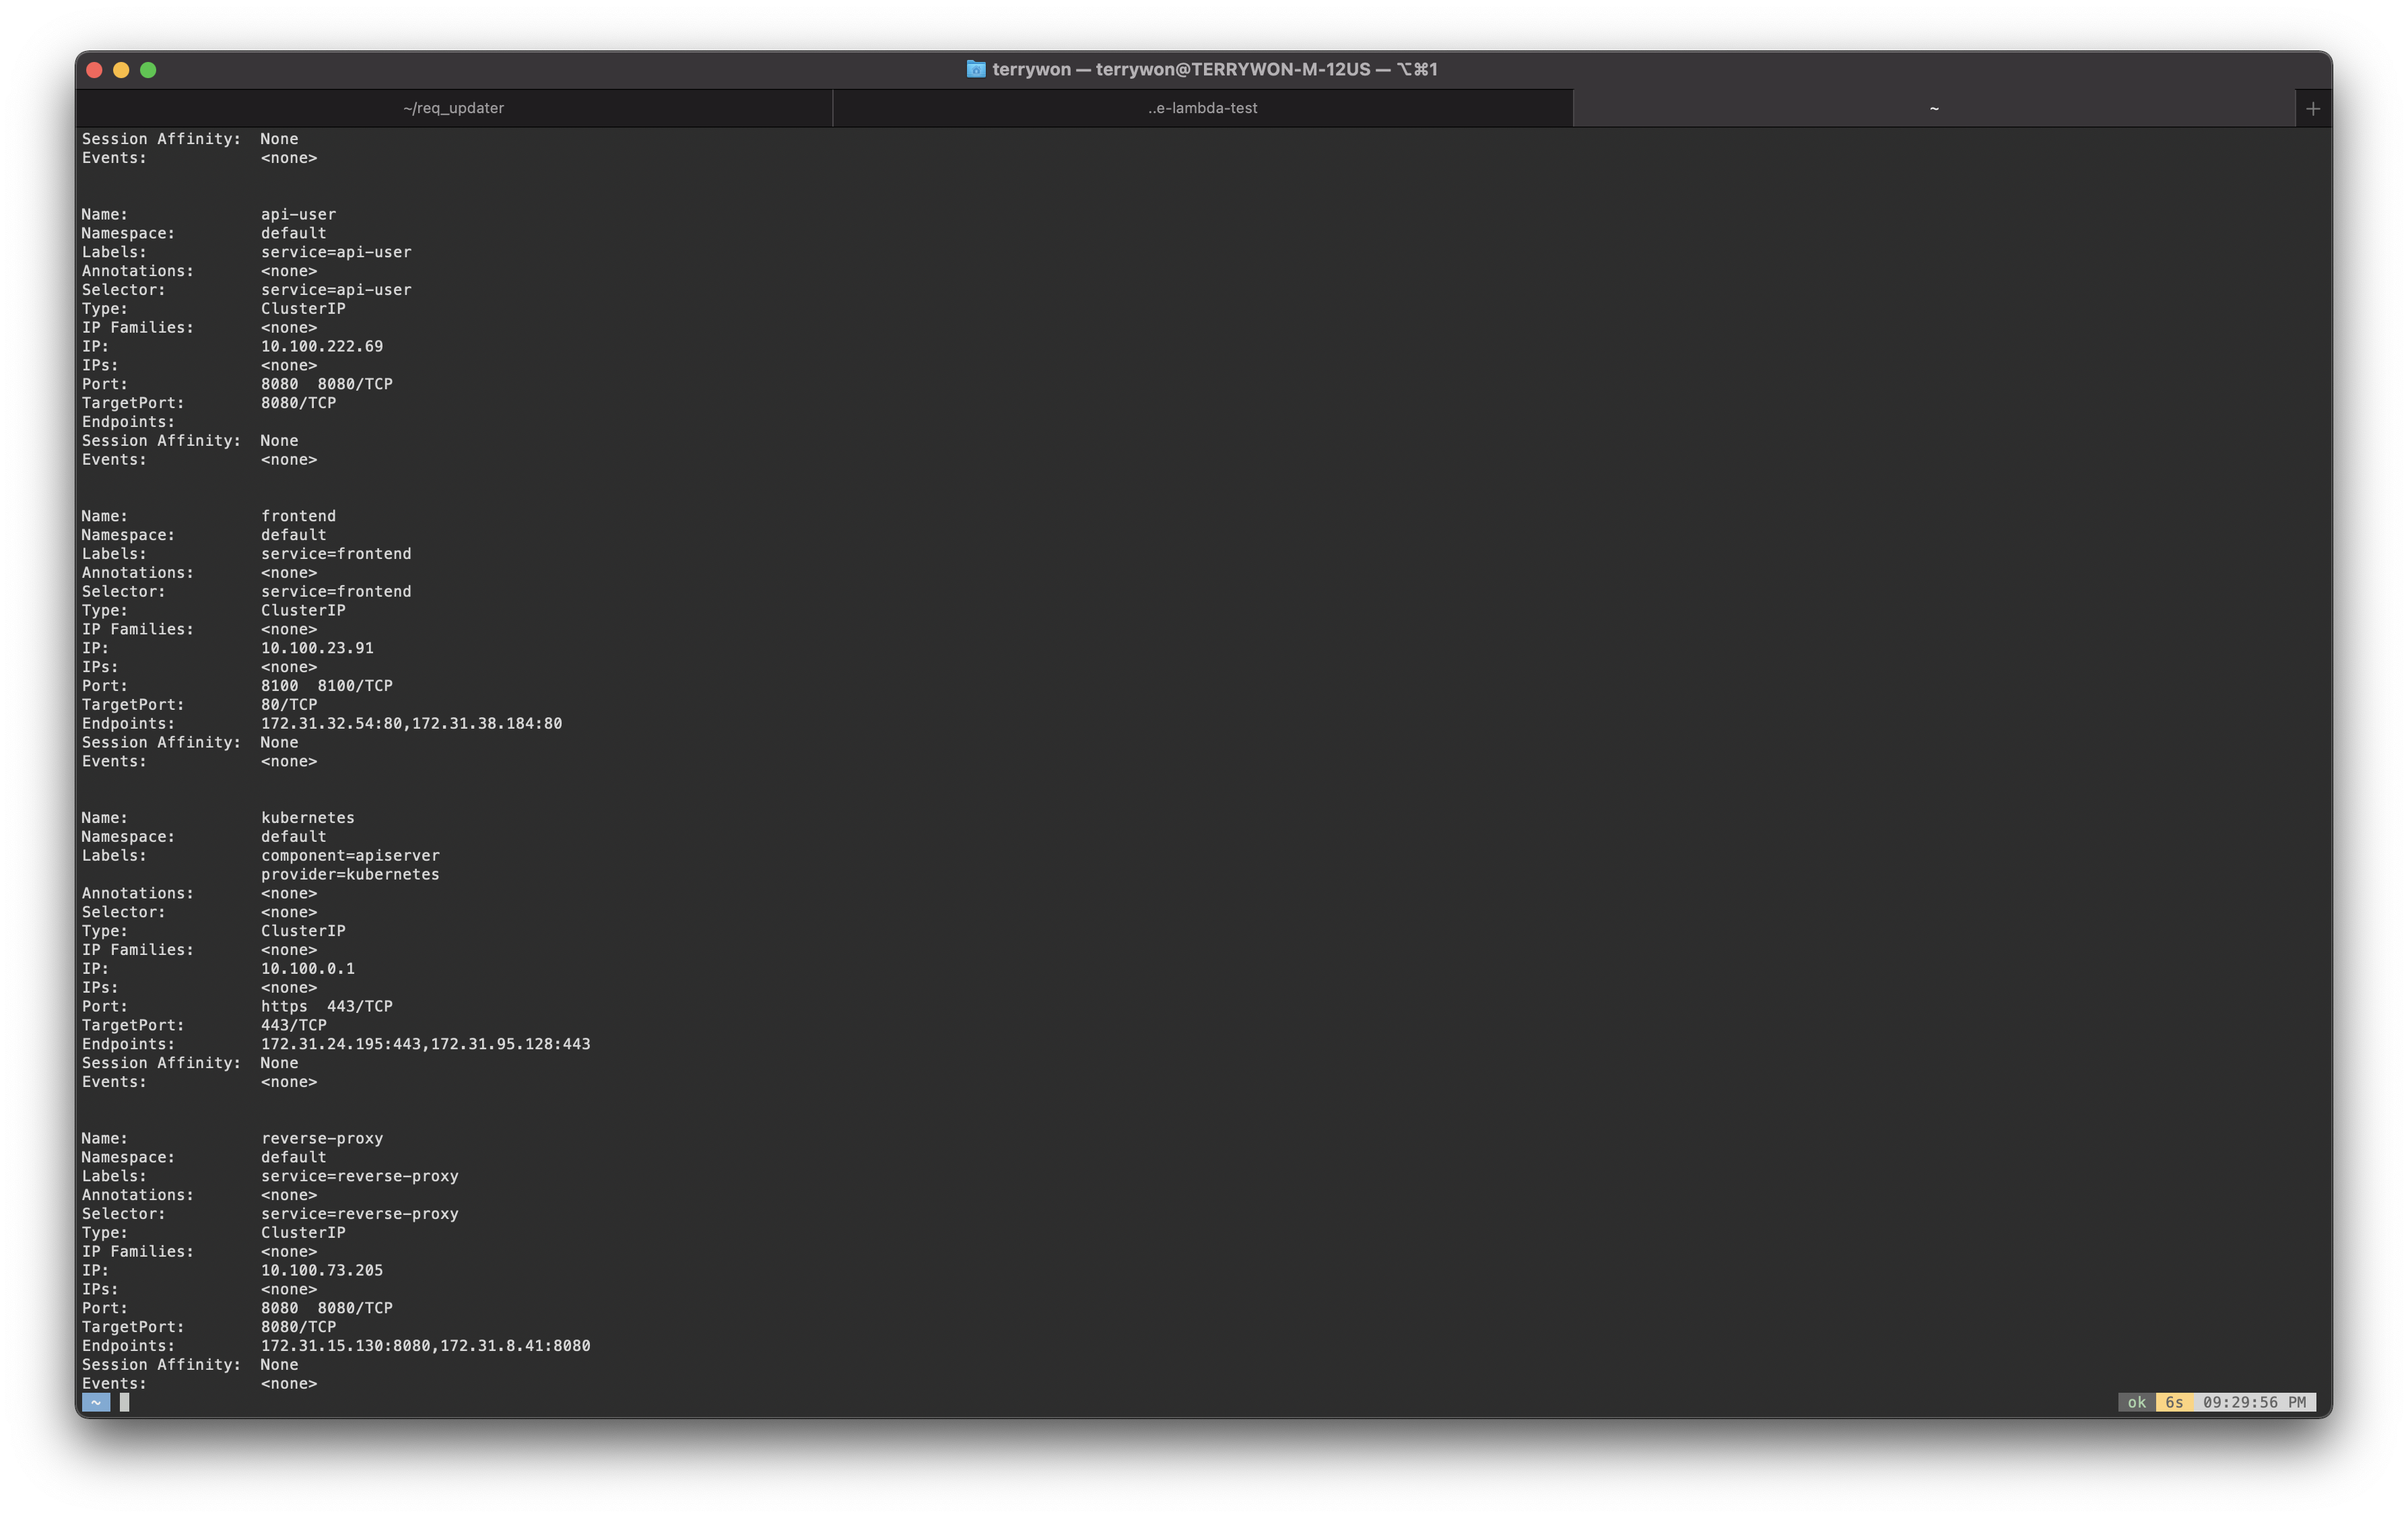 terrywon — terrywon@TERRYWON-M-12US — ⌥⌘1
~/req_updater ..e-lambda-test ~ +
Session Affinity:  None
Events:            <none>
Name:              api-user
Namespace:         default
Labels:            service=api-user
Annotations:       <none>
Selector:          service=api-user
Type:              ClusterIP
IP Families:       <none>
IP:                10.100.222.69
IPs:               <none>
Port:              8080  8080/TCP
TargetPort:        8080/TCP
Endpoints:
Session Affinity:  None
Events:            <none>
Name:              frontend
Namespace:         default
Labels:            service=frontend
Annotations:       <none>
Selector:          service=frontend
Type:              ClusterIP
IP Families:       <none>
IP:                10.100.23.91
IPs:               <none>
Port:              8100  8100/TCP
TargetPort:        80/TCP
Endpoints:         172.31.32.54:80,172.31.38.184:80
Session Affinity:  None
Events:            <none>
Name:              kubernetes
Namespace:         default
Labels:            component=apiserver
                   provider=kubernetes
Annotations:       <none>
Selector:          <none>
Type:              ClusterIP
IP Families:       <none>
IP:                10.100.0.1
IPs:               <none>
Port:              https  443/TCP
TargetPort:        443/TCP
Endpoints:         172.31.24.195:443,172.31.95.128:443
Session Affinity:  None
Events:            <none>
Name:              reverse-proxy
Namespace:         default
Labels:            service=reverse-proxy
Annotations:       <none>
Selector:          service=reverse-proxy
Type:              ClusterIP
IP Families:       <none>
IP:                10.100.73.205
IPs:               <none>
Port:              8080  8080/TCP
TargetPort:        8080/TCP
Endpoints:         172.31.15.130:8080,172.31.8.41:8080
Session Affinity:  None
Events:            <none>
~ ok 6s 09:29:56 PM